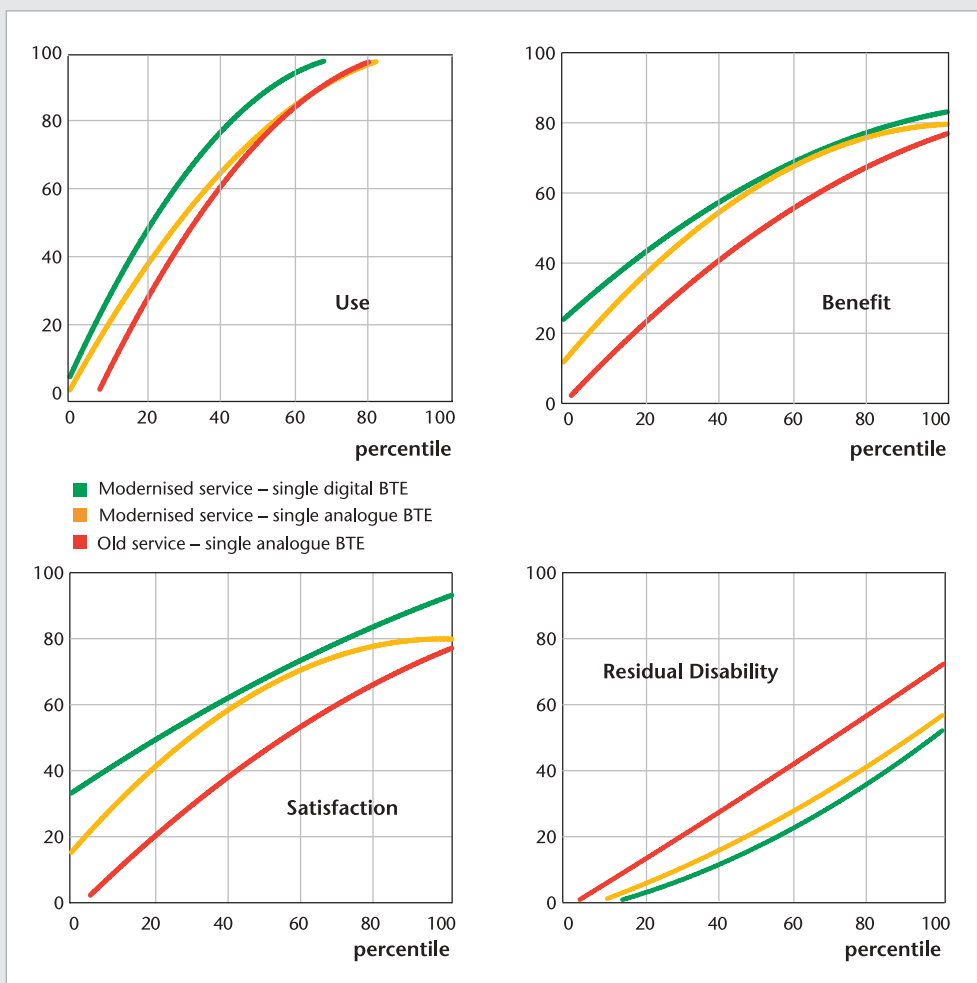 100
80
60
40
20
0
0 20 40 60 80 100
Use
percentile
100
80
60
40
20
0
0 20 40 60 80 100
Benefit
percentile
Modernised service – single digital BTE
Modernised service – single analogue BTE
Old service – single analogue BTE
100
80
60
40
20
0
0 20 40 60 80 100
Satisfaction
percentile
100
80
60
40
20
0
0 20 40 60 80 100
Residual Disability
percentile